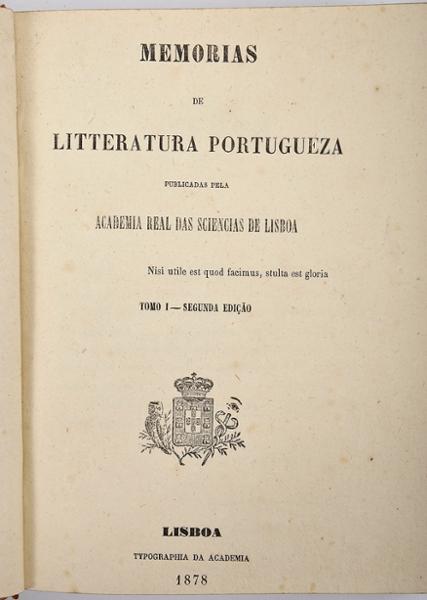 MEMORIAS
DE
LITTERATURA PORTUGUEZA
PUBLICADAS PELA
ACADEMIA REAL DAS SCIENCIAS DE LISBOA
Nisi utile est quod facimus, stulta est gloria
TOMO I — SEGUNDA EDIÇÃO
LISBOA
TYPOGRAPHIA DA ACADEMIA
1878